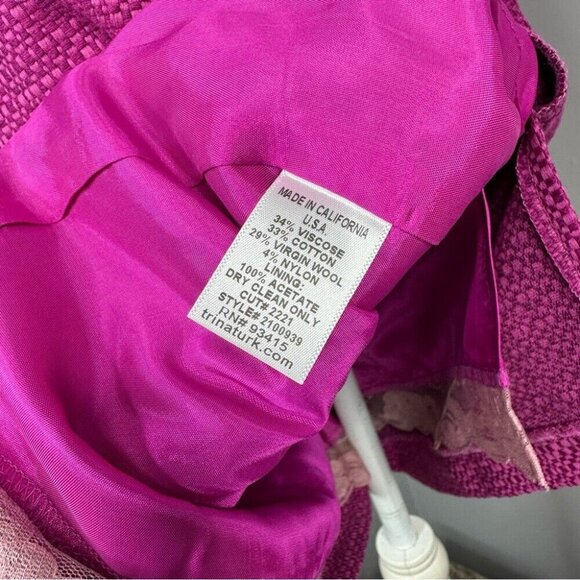 MADE IN CALIFORNIA
U.S.A.
34% VISCOSE
33% COTTON
29% VIRGIN WOOL
4% NYLON
LINING:
100% ACETATE
DRY CLEAN ONLY
CUT# 2221
STYLE# 2100939
RN# 93415
trinaturk.com